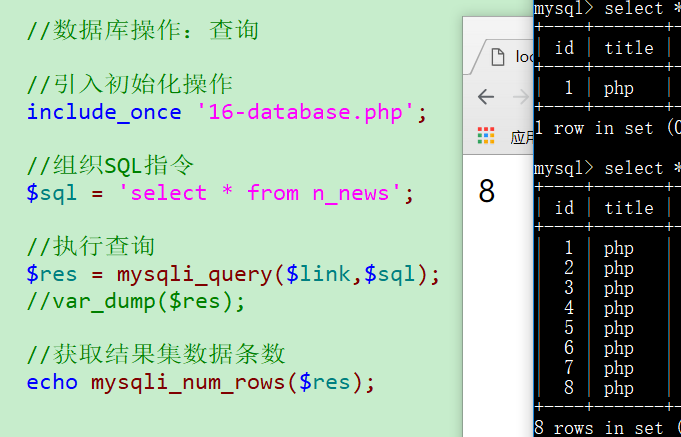 //数据库操作：查询
//引入初始化操作
include_once '16-database.php';
//组织SQL指令
$sql = 'select * from n_news';
//执行查询
$res = mysqli_query($link,$sql);
//var_dump($res);
//获取结果集数据条数
echo mysqli_num_rows($res);
loc
应用
8
mysql> select *
id title
1 php
1 row in set (0
mysql> select *
id title
1 php
2 php
3 php
4 php
5 php
6 php
7 php
8 php
8 rows in set (